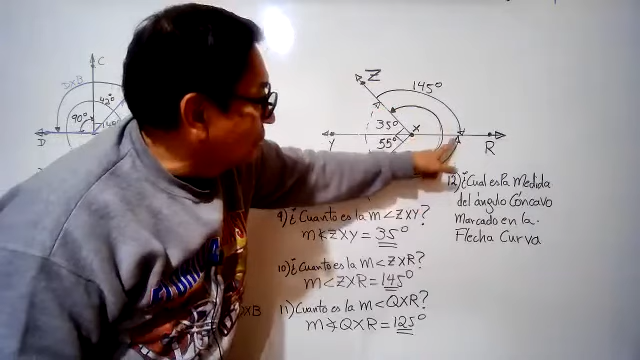 C
42°
90°
D
Z
145°
35°
X
55°
Y
R
12) ¿Cual es la Medida
del ángulo Cóncavo
Marcado en la
Flecha Curva
9) ¿Cuanto es la m<ZXY?
m∢ZXY = 35°
10) ¿Cuanto es la m<ZXR?
m<ZXR = 145°
11) ¿Cuanto es la m<QXR?
m∢QXR = 125°